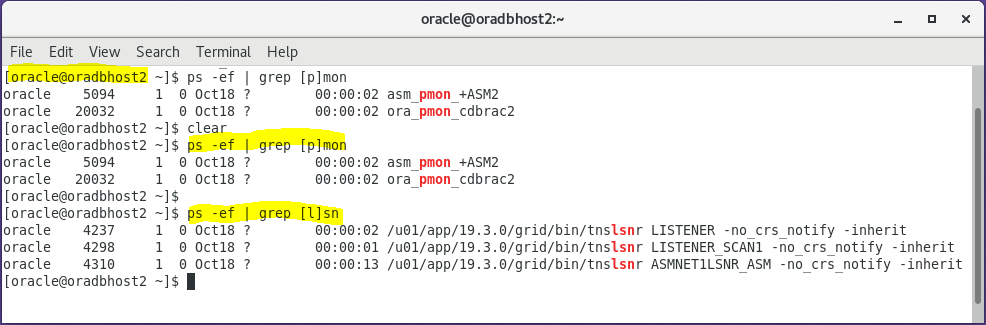 oracle@oradbhost2:~
File Edit View Search Terminal Help
[oracle@oradbhost2 ~]$ ps -ef | grep [p]mon
oracle    5094     1  0 Oct18 ?        00:00:02 asm_pmon_+ASM2
oracle   20032     1  0 Oct18 ?        00:00:02 ora_pmon_cdbrac2
[oracle@oradbhost2 ~]$ clear
[oracle@oradbhost2 ~]$ ps -ef | grep [p]mon
oracle    5094     1  0 Oct18 ?        00:00:02 asm_pmon_+ASM2
oracle   20032     1  0 Oct18 ?        00:00:02 ora_pmon_cdbrac2
[oracle@oradbhost2 ~]$
[oracle@oradbhost2 ~]$ ps -ef | grep [l]sn
oracle    4237     1  0 Oct18 ?        00:00:02 /u01/app/19.3.0/grid/bin/tnslsnr LISTENER -no_crs_notify -inherit
oracle    4298     1  0 Oct18 ?        00:00:01 /u01/app/19.3.0/grid/bin/tnslsnr LISTENER_SCAN1 -no_crs_notify -inherit
oracle    4310     1  0 Oct18 ?        00:00:13 /u01/app/19.3.0/grid/bin/tnslsnr ASMNET1LSNR_ASM -no_crs_notify -inherit
[oracle@oradbhost2 ~]$